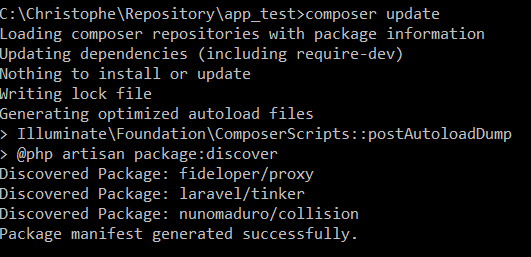 C:\Christophe\Repository\app_test>composer update
Loading composer repositories with package information
Updating dependencies (including require-dev)
Nothing to install or update
Writing lock file
Generating optimized autoload files
> Illuminate\Foundation\ComposerScripts::postAutoloadDump
> @php artisan package:discover
Discovered Package: fideloper/proxy
Discovered Package: laravel/tinker
Discovered Package: nunomaduro/collision
Package manifest generated successfully.